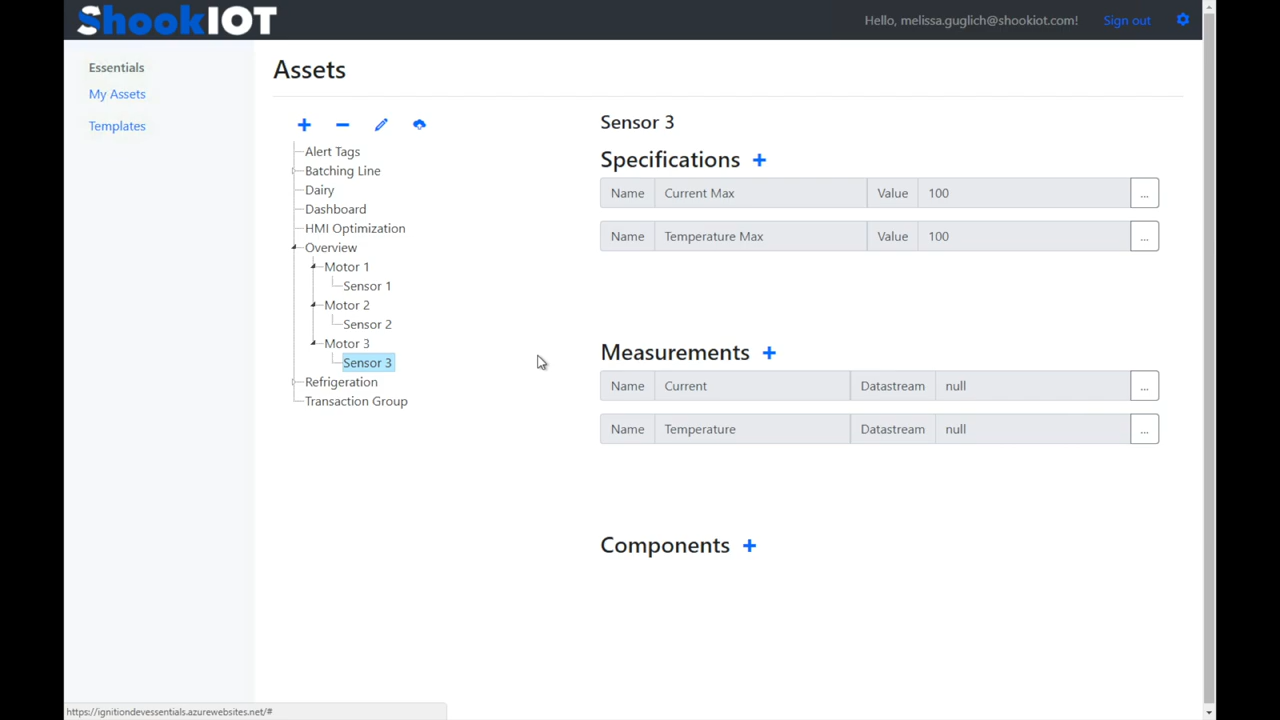 ShookIOT
Hello, melissa.guglich@shookiot.com! Sign out
Essentials
My Assets
Templates
Assets
Alert Tags
Batching Line
Dairy
Dashboard
HMI Optimization
Overview
Motor 1
Sensor 1
Motor 2
Sensor 2
Motor 3
Sensor 3
Refrigeration
Transaction Group
Sensor 3
Specifications +
Name Current Max Value 100 ...
Name Temperature Max Value 100 ...
Measurements +
Name Current Datastream null ...
Name Temperature Datastream null ...
Components +
https://ignitiondevessentials.azurewebsites.net/#